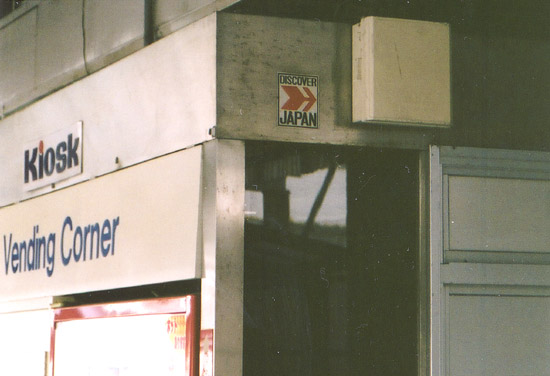 Kiosk
Vending Corner
DISCOVER
JAPAN